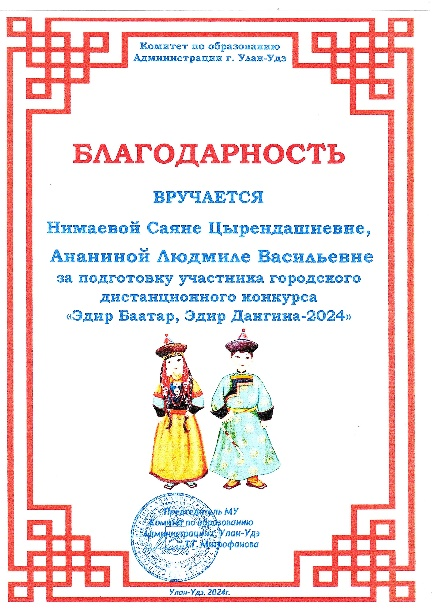 Комитет по образованию
Администрации г. Улан-Удэ
БЛАГОДАРНОСТЬ
ВРУЧАЕТСЯ
Нимаевой Саяне Цырендашиевне,
Ананиной Людмиле Васильевне
за подготовку участника городского
дистанционного конкурса
«Эдир Баатар, Эдир Дангина-2024»
Председатель МУ
Комитет по образованию
Администрации г. Улан-Удэ
Т.Г. Митрофанова
Улан-Удэ, 2024г.